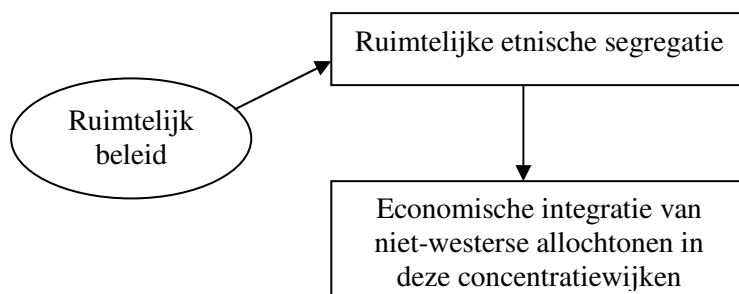 Ruimtelijke etnische segregatie
Ruimtelijk
beleid
Economische integratie van
niet-westerse allochtonen in
deze concentratiewijken